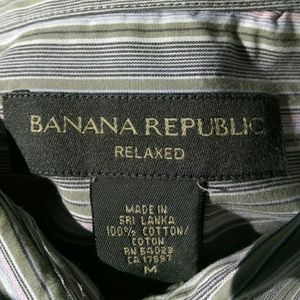 BANANA REPUBLIC
RELAXED
MADE IN
SRI LANKA
100% COTTON/
COTON
RN 54023
CA 17897
M